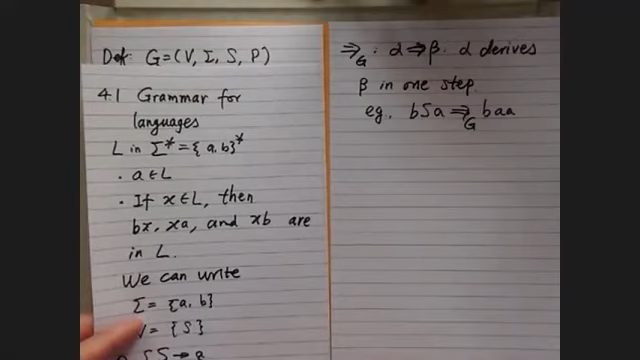 Def: G=(V, Σ, S, P)
4.1 Grammar for
languages
L in Σ* = {a, b}*
· a∈L
· If x∈L, then
bx, xa, and xb are
in L.
We can write
Σ = {a, b}
V = {S}
S→a
⇒G : α⇒β. α derives
β in one step
eg. bSa ⇒G baa